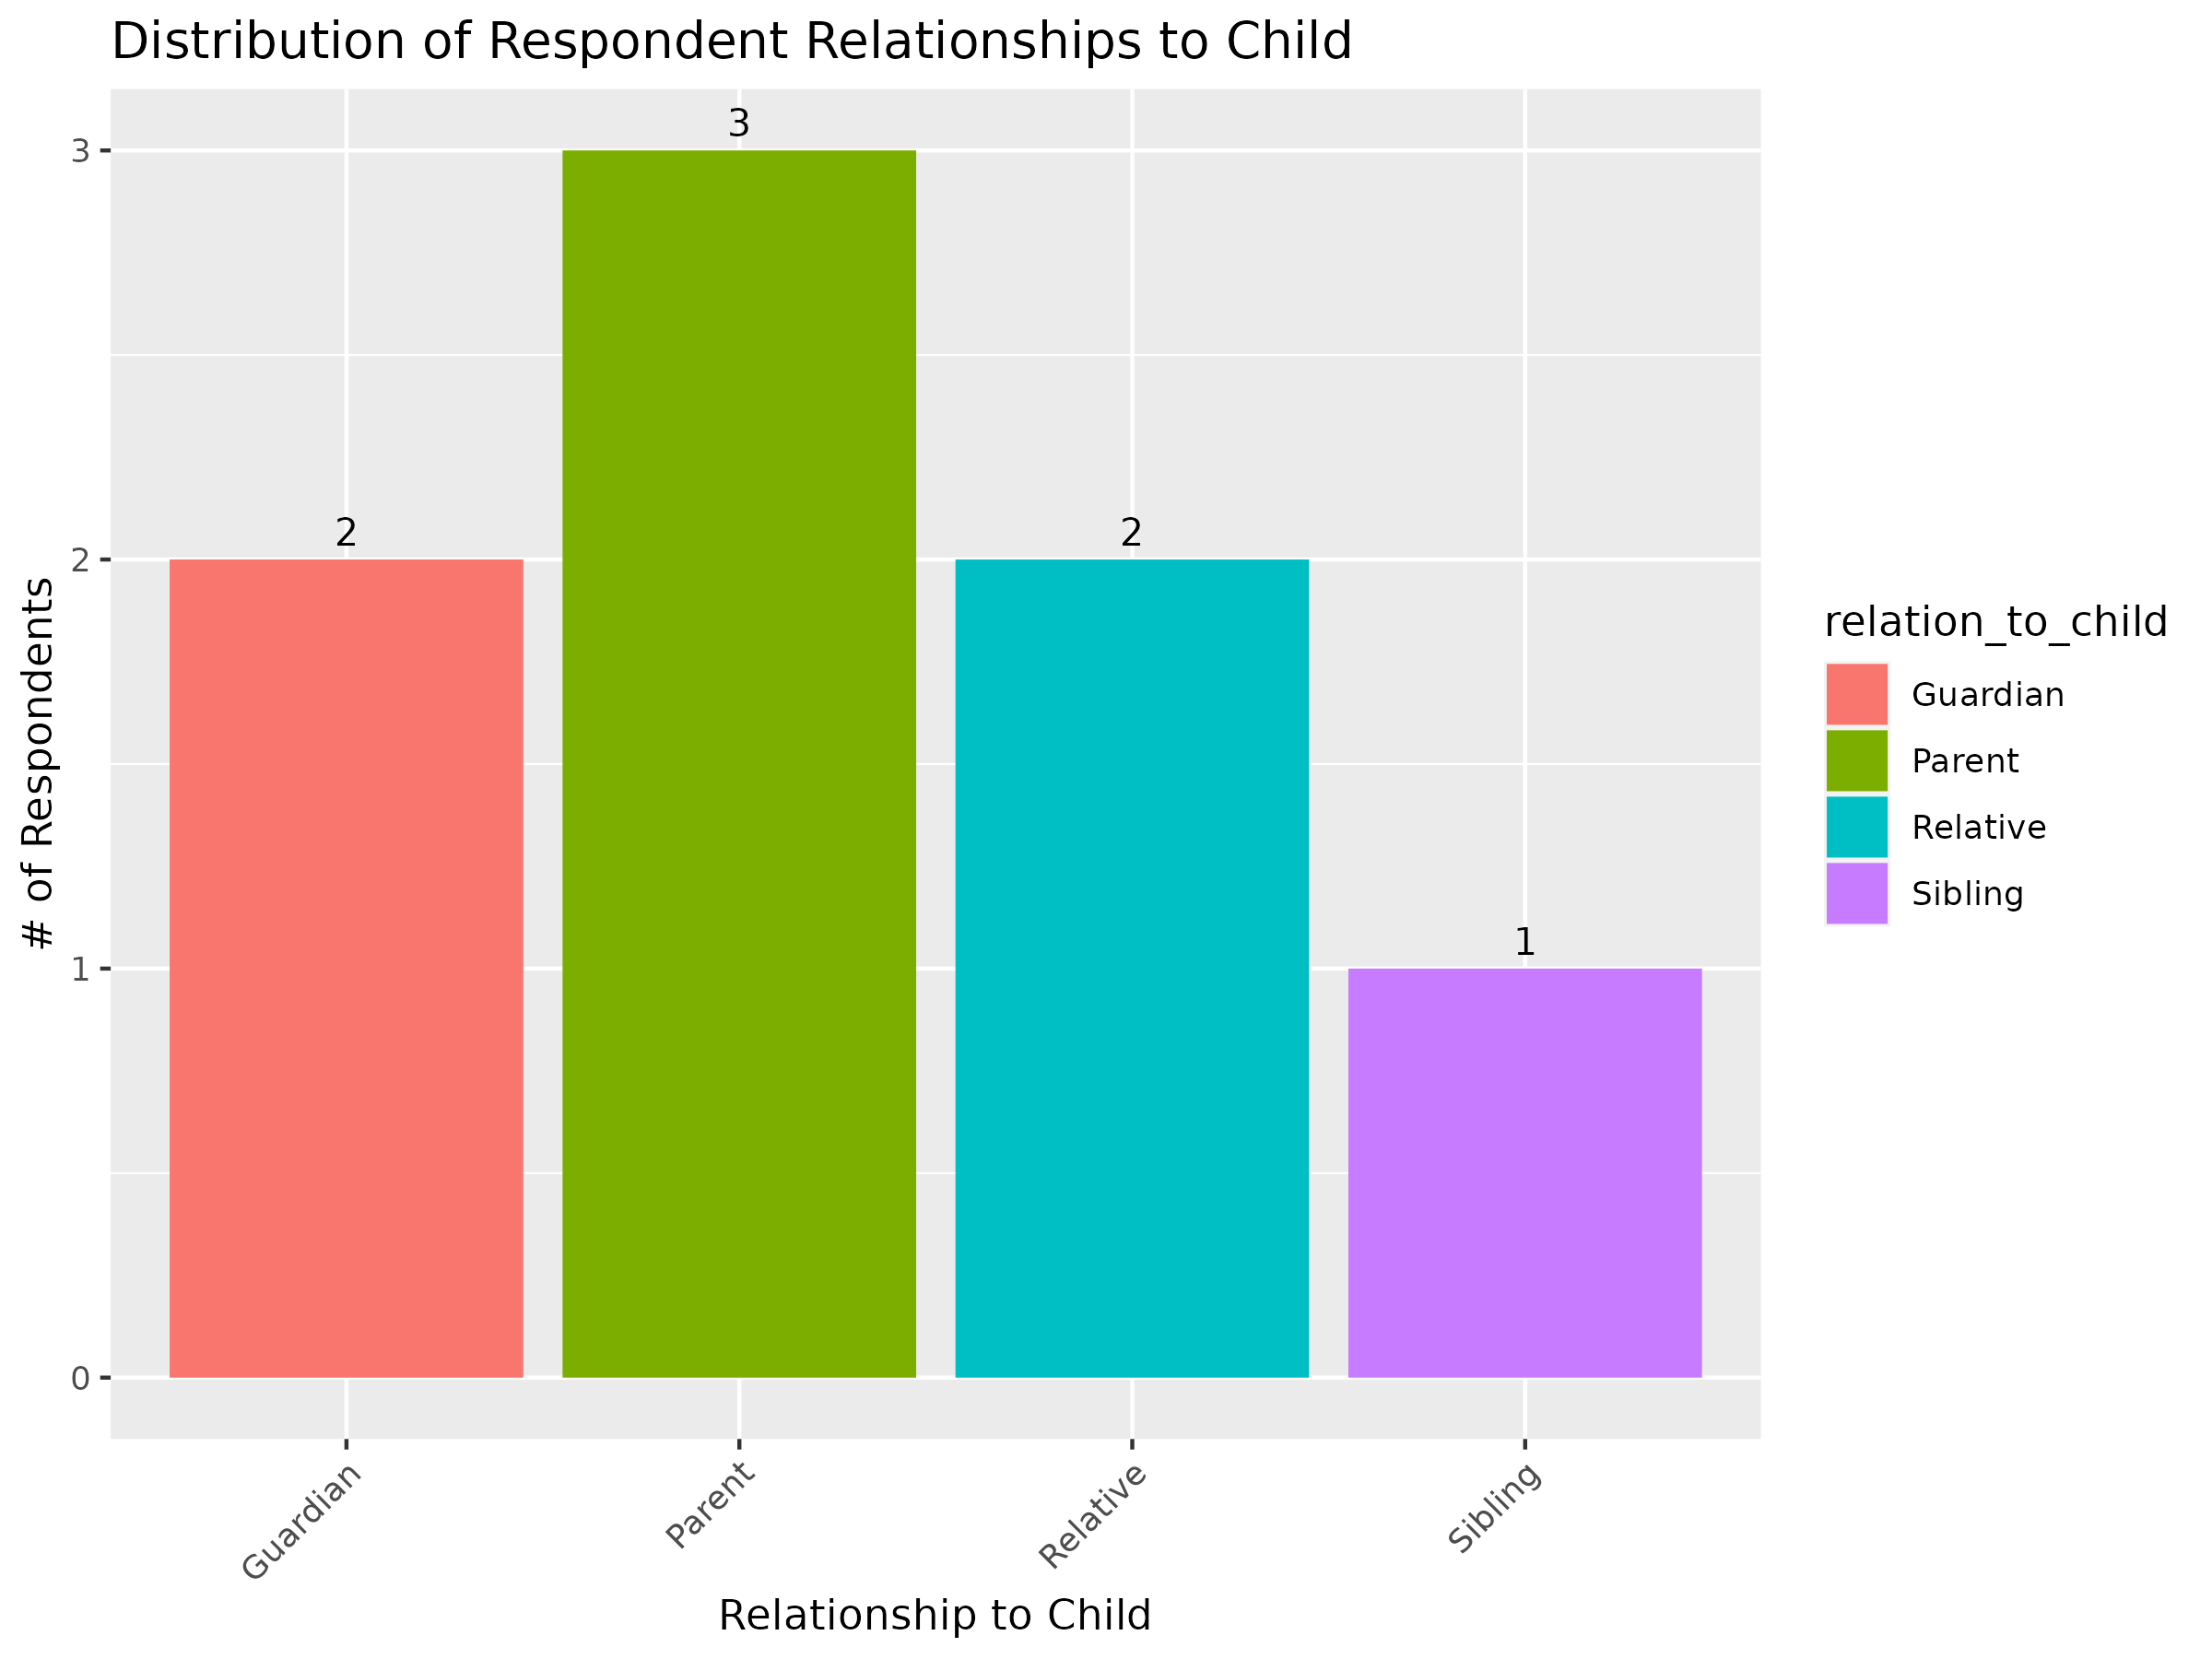 Distribution of Respondent Relationships to Child
# of Respondents
3
2
1
0
2
3
2
1
Guardian
Parent
Relative
Sibling
Relationship to Child
relation_to_child
Guardian
Parent
Relative
Sibling